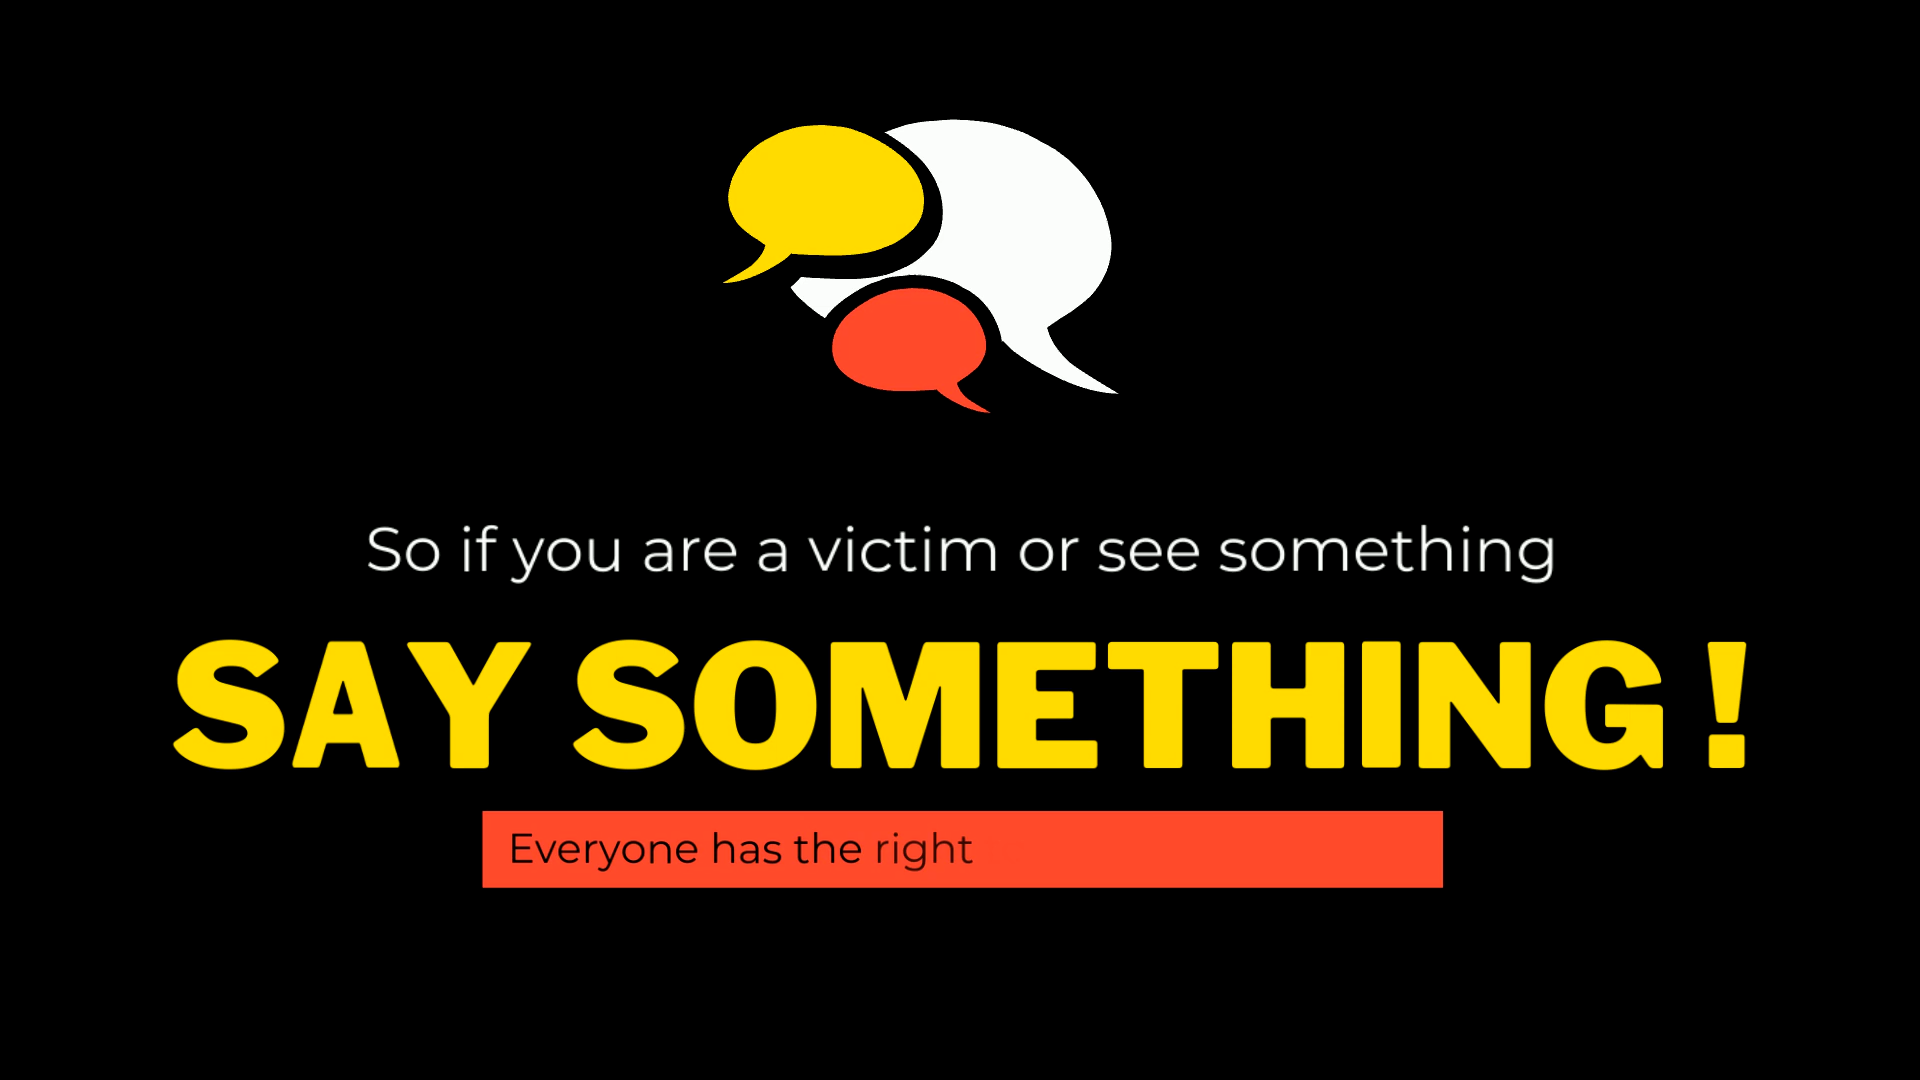 So if you are a victim or see something
SAY SOMETHING !
Everyone has the right